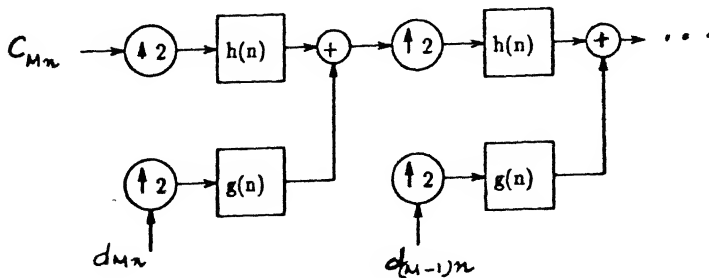 C_Mn ↑ 2 h(n) + ↑ 2 h(n) + ...
↑ 2 g(n) ↑ 2 g(n)
d_Mn d_(M-1)n